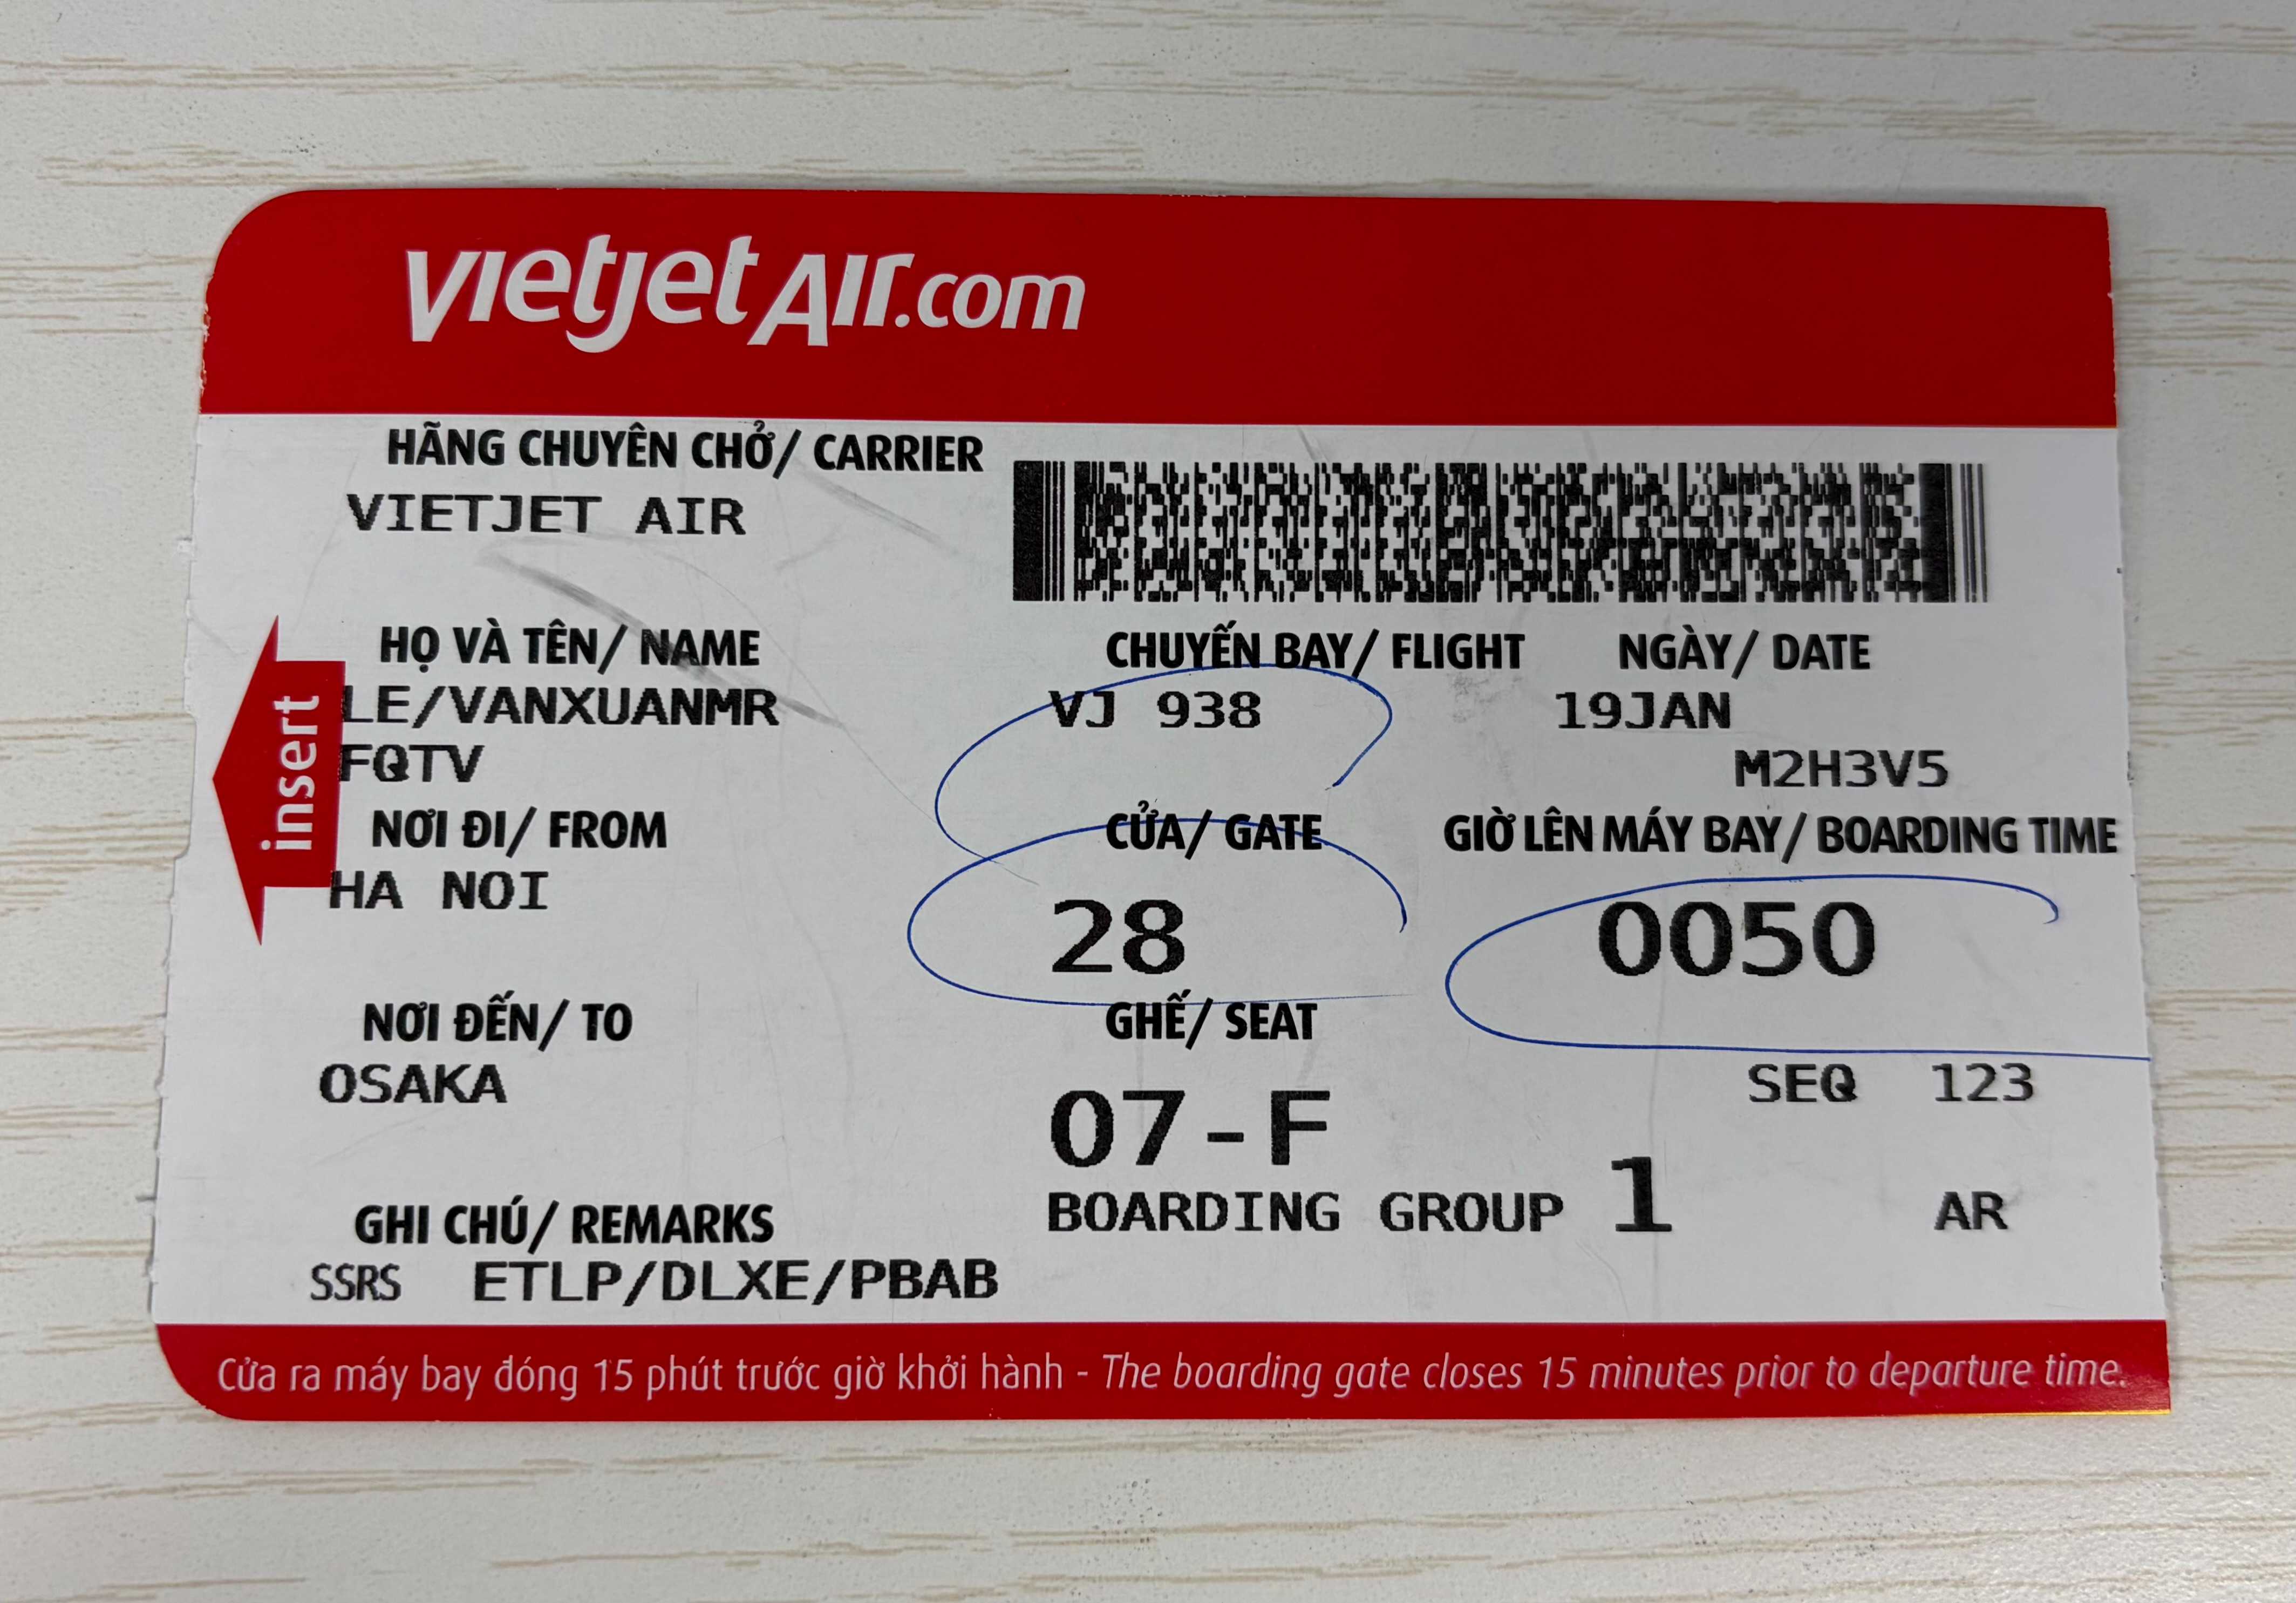 vietjetAir.com
HÃNG CHUYÊN CHỞ/ CARRIER
VIETJET AIR
HỌ VÀ TÊN/ NAME
LE/VANXUANMR
FQTV
insert
NƠI ĐI/ FROM
HA NOI
NƠI ĐẾN/ TO
OSAKA
GHI CHÚ/ REMARKS
SSRS ETLP/DLXE/PBAB
CHUYẾN BAY/ FLIGHT NGÀY/ DATE
VJ 938 19JAN
M2H3V5
CỬA/ GATE GIỜ LÊN MÁY BAY/ BOARDING TIME
28 0050
GHẾ/ SEAT
SEQ 123
07-F
BOARDING GROUP 1 AR
Cửa ra máy bay đóng 15 phút trước giờ khởi hành - The boarding gate closes 15 minutes prior to departure time.